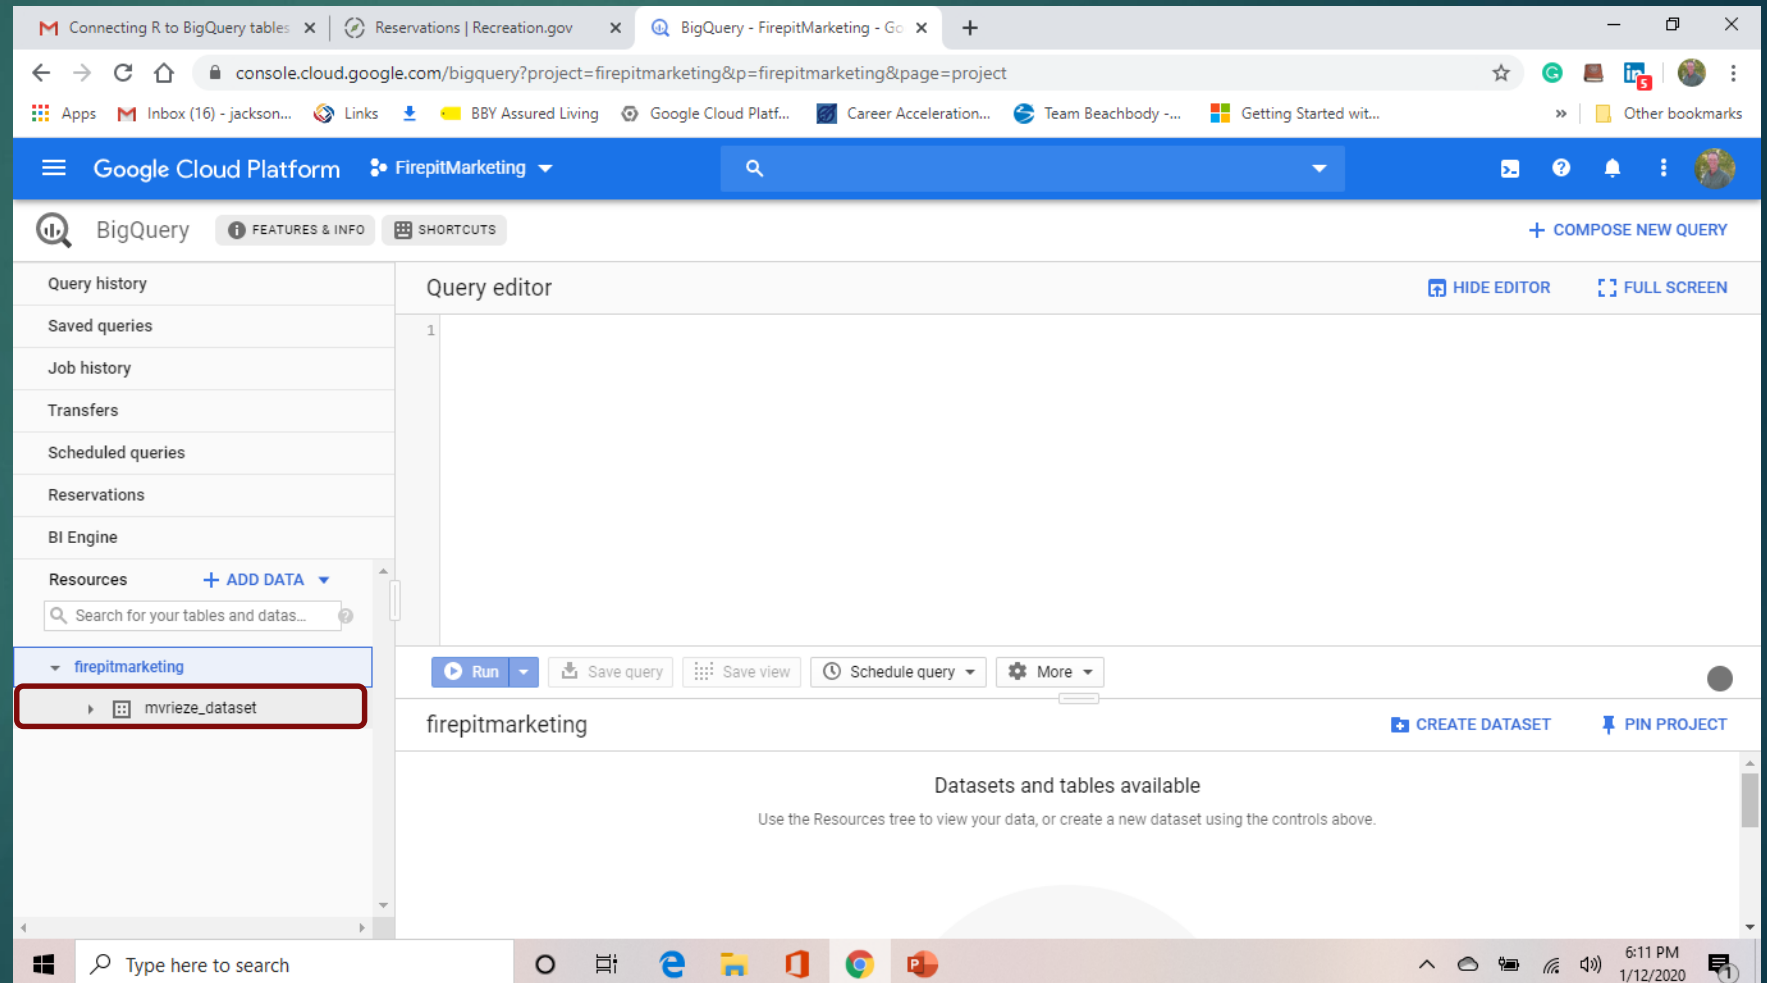 Connecting R to BigQuery tables
Reservations | Recreation.gov
BigQuery - FirepitMarketing - Go
console.cloud.google.com/bigquery?project=firepitmarketing&p=firepitmarketing&page=project
5
Apps
Inbox (16) - jackson...
Links
BBY Assured Living
Google Cloud Platf...
Career Acceleration...
Team Beachbody -...
Getting Started wit...
»
Other bookmarks
Google Cloud Platform
FirepitMarketing
BigQuery
FEATURES & INFO
SHORTCUTS
+ COMPOSE NEW QUERY
Query history
Saved queries
Job history
Transfers
Scheduled queries
Reservations
BI Engine
Resources
+ ADD DATA
Search for your tables and datas...
firepitmarketing
mvrieze_dataset
Query editor
HIDE EDITOR
FULL SCREEN
1
Run
Save query
Save view
Schedule query
More
firepitmarketing
CREATE DATASET
PIN PROJECT
Datasets and tables available
Use the Resources tree to view your data, or create a new dataset using the controls above.
Type here to search
6:11 PM
1/12/2020
1